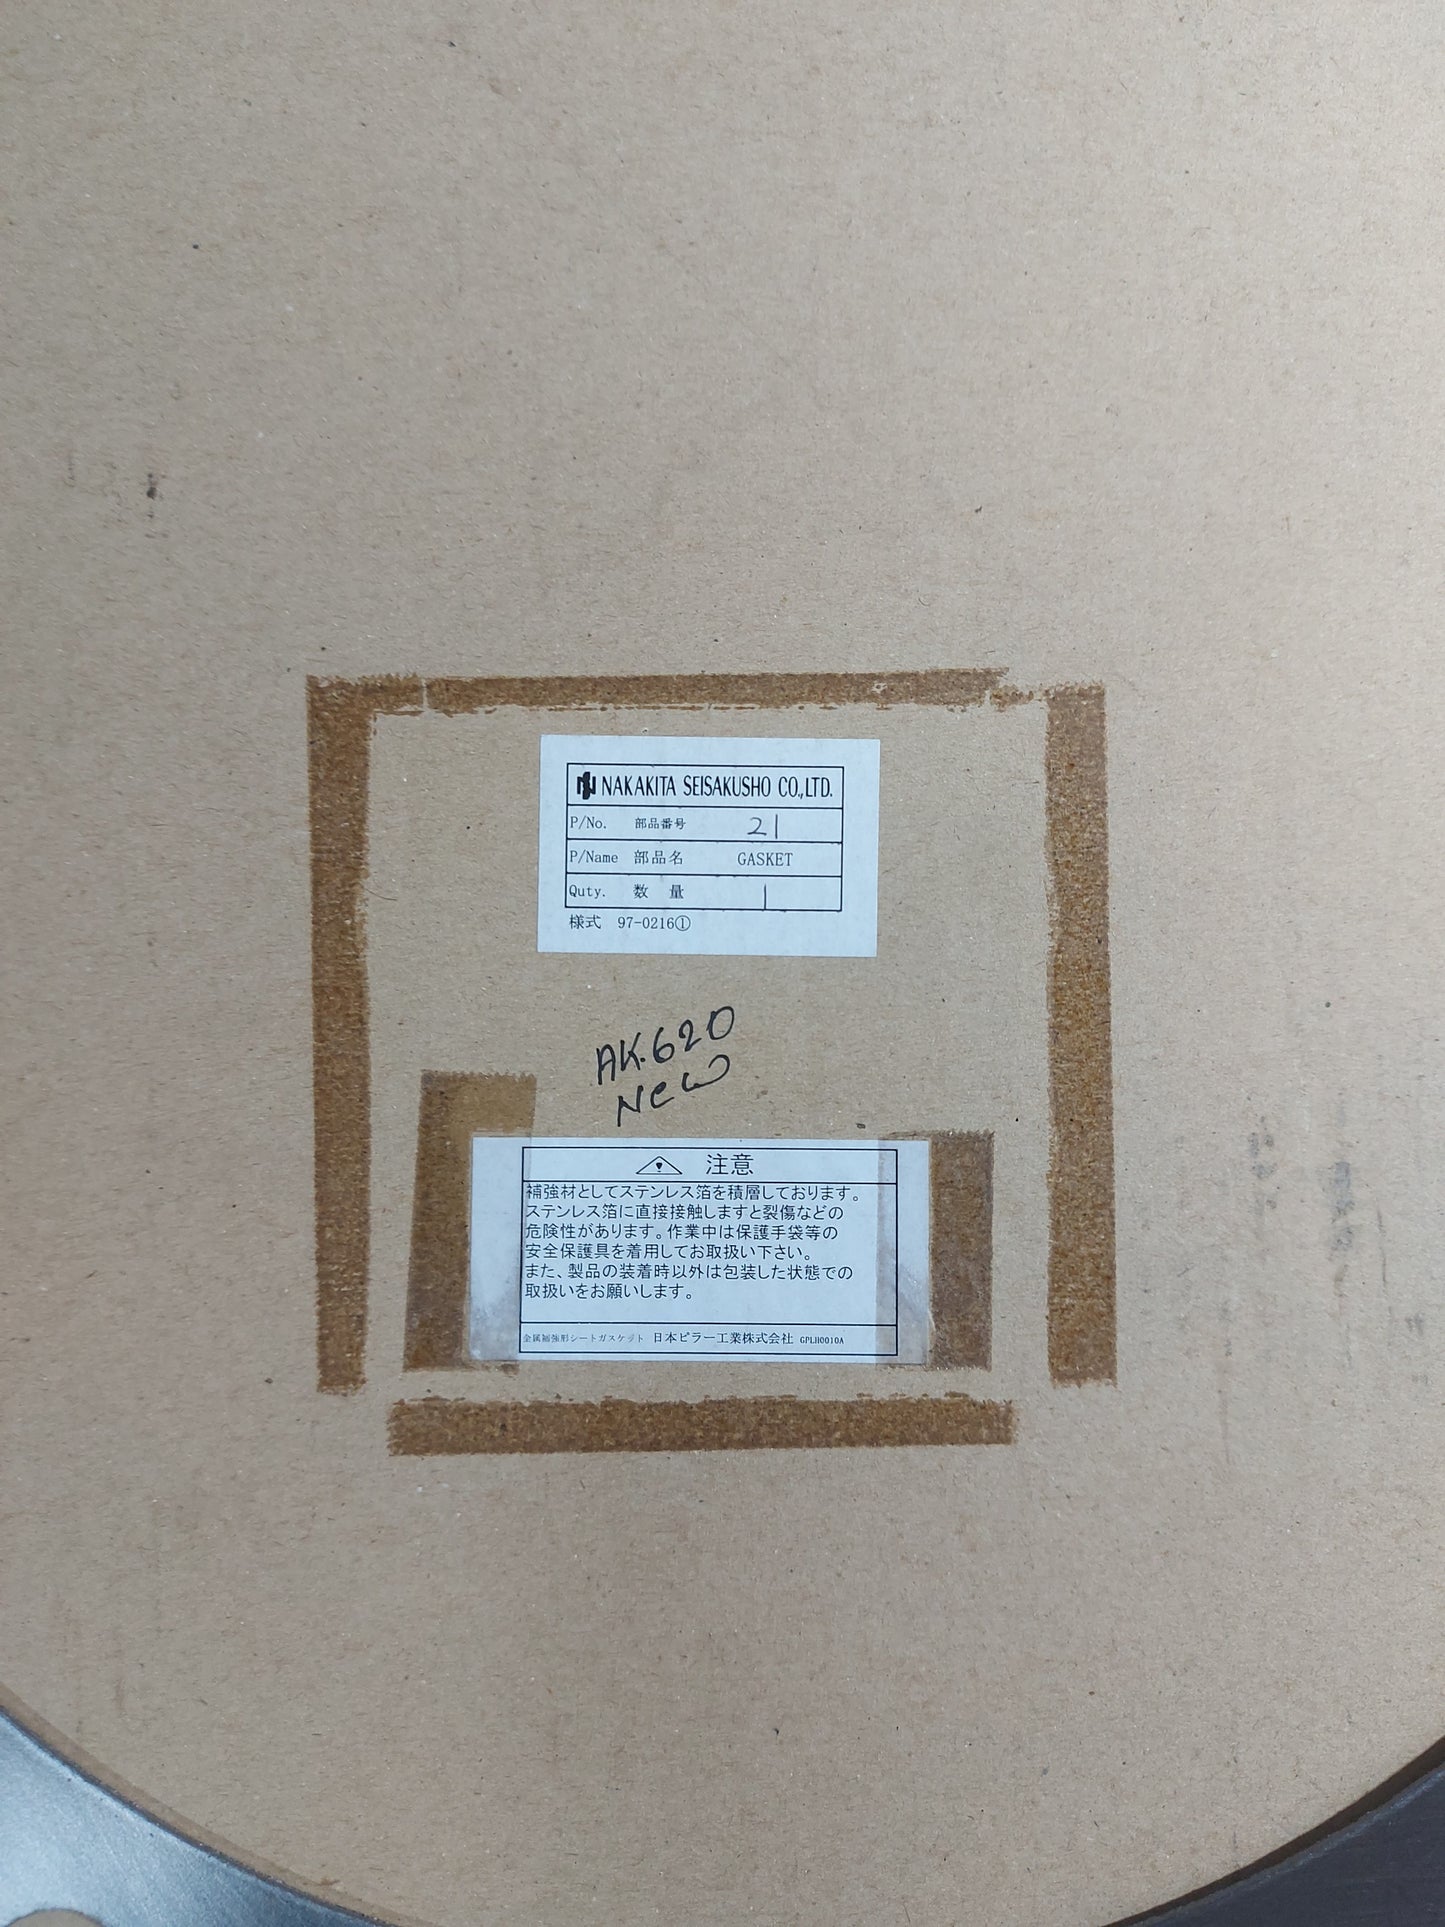 NAKAKITA SEISAKUSHO CO.,LTD.
P/No. 部品番号 21
P/Name 部品名 GASKET
Quty. 数 量 1
様式 97-0216①
AK.620
New
注意
補強材としてステンレス箔を積層しております。
ステンレス箔に直接接触しますと裂傷などの
危険性があります。作業中は保護手袋等の
安全保護具を着用してお取扱い下さい。
また、製品の装着時以外は包装した状態での
取扱いをお願いします。
金属補強形シートガスケット 日本ピラー工業株式会社 GPLH0010A